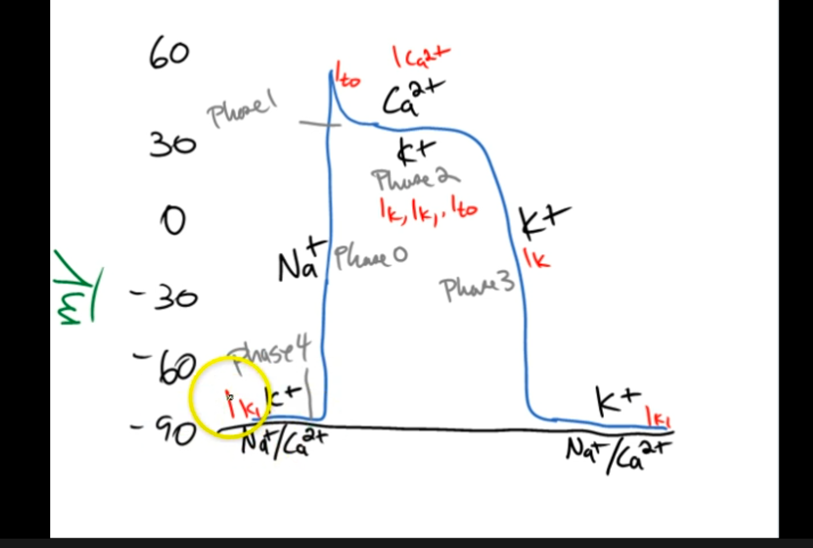 60
Ito
ICa2+
Ca2+
Phase1
30
K+
Phase 2
IK, IK1, Ito
0
K+
Na+
Phase 0
IK
mV
-30
Phase 3
Phase 4
-60
IK1
K+
K+
IK1
-90
Na+/Ca2+
Na+/Ca2+